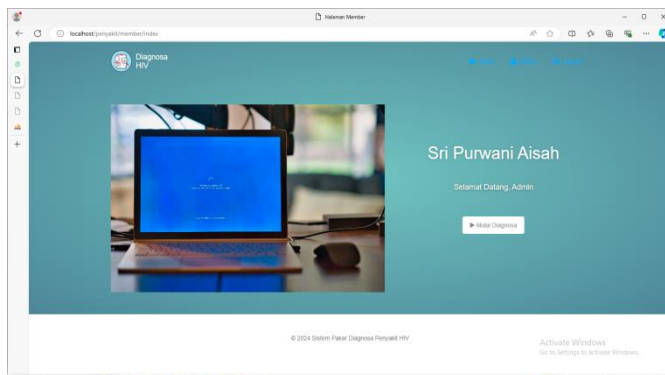 Halaman Member
localhost/penyakit/member/index
Diagnosa
HIV
Sri Purwani Aisah
Selamat Datang, Admin
Mulai Diagnosa
© 2024 Sistem Pakar Diagnosa Penyakit HIV
Activate Windows
Go to Settings to activate Windows.